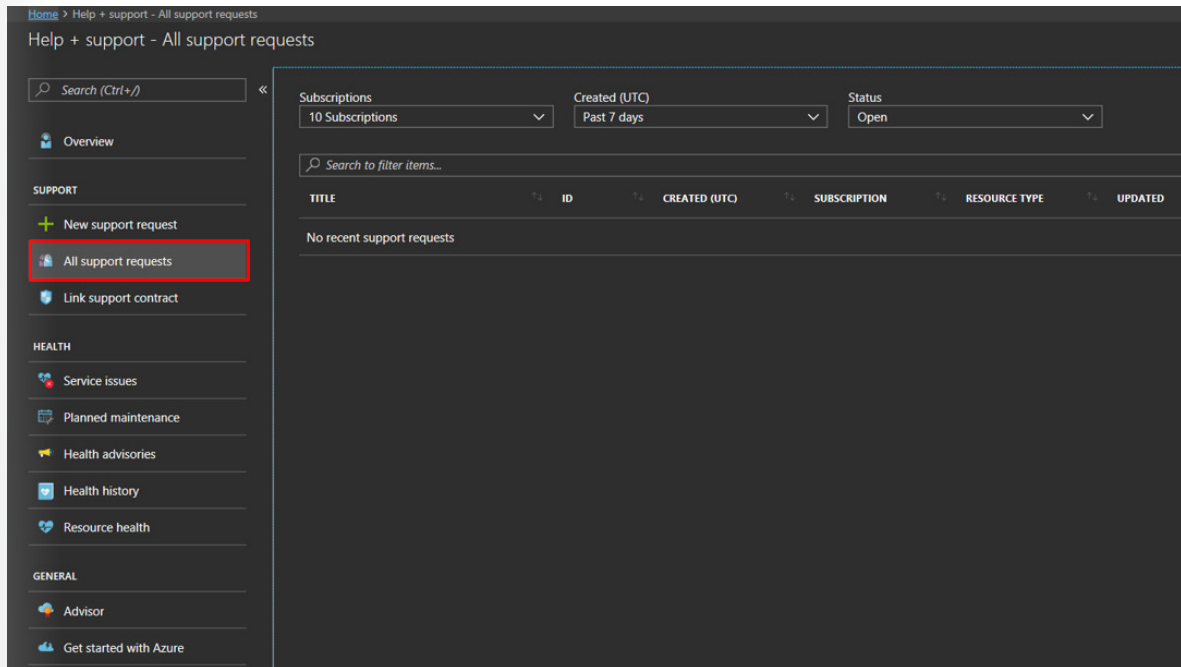 Home > Help + support - All support requests
Help + support - All support requests
Search (Ctrl+/)
«
Overview
SUPPORT
New support request
All support requests
Link support contract
HEALTH
Service issues
Planned maintenance
Health advisories
Health history
Resource health
GENERAL
Advisor
Get started with Azure
Subscriptions Created (UTC) Status
10 Subscriptions Past 7 days Open
Search to filter items...
TITLE ID CREATED (UTC) SUBSCRIPTION RESOURCE TYPE UPDATED
No recent support requests